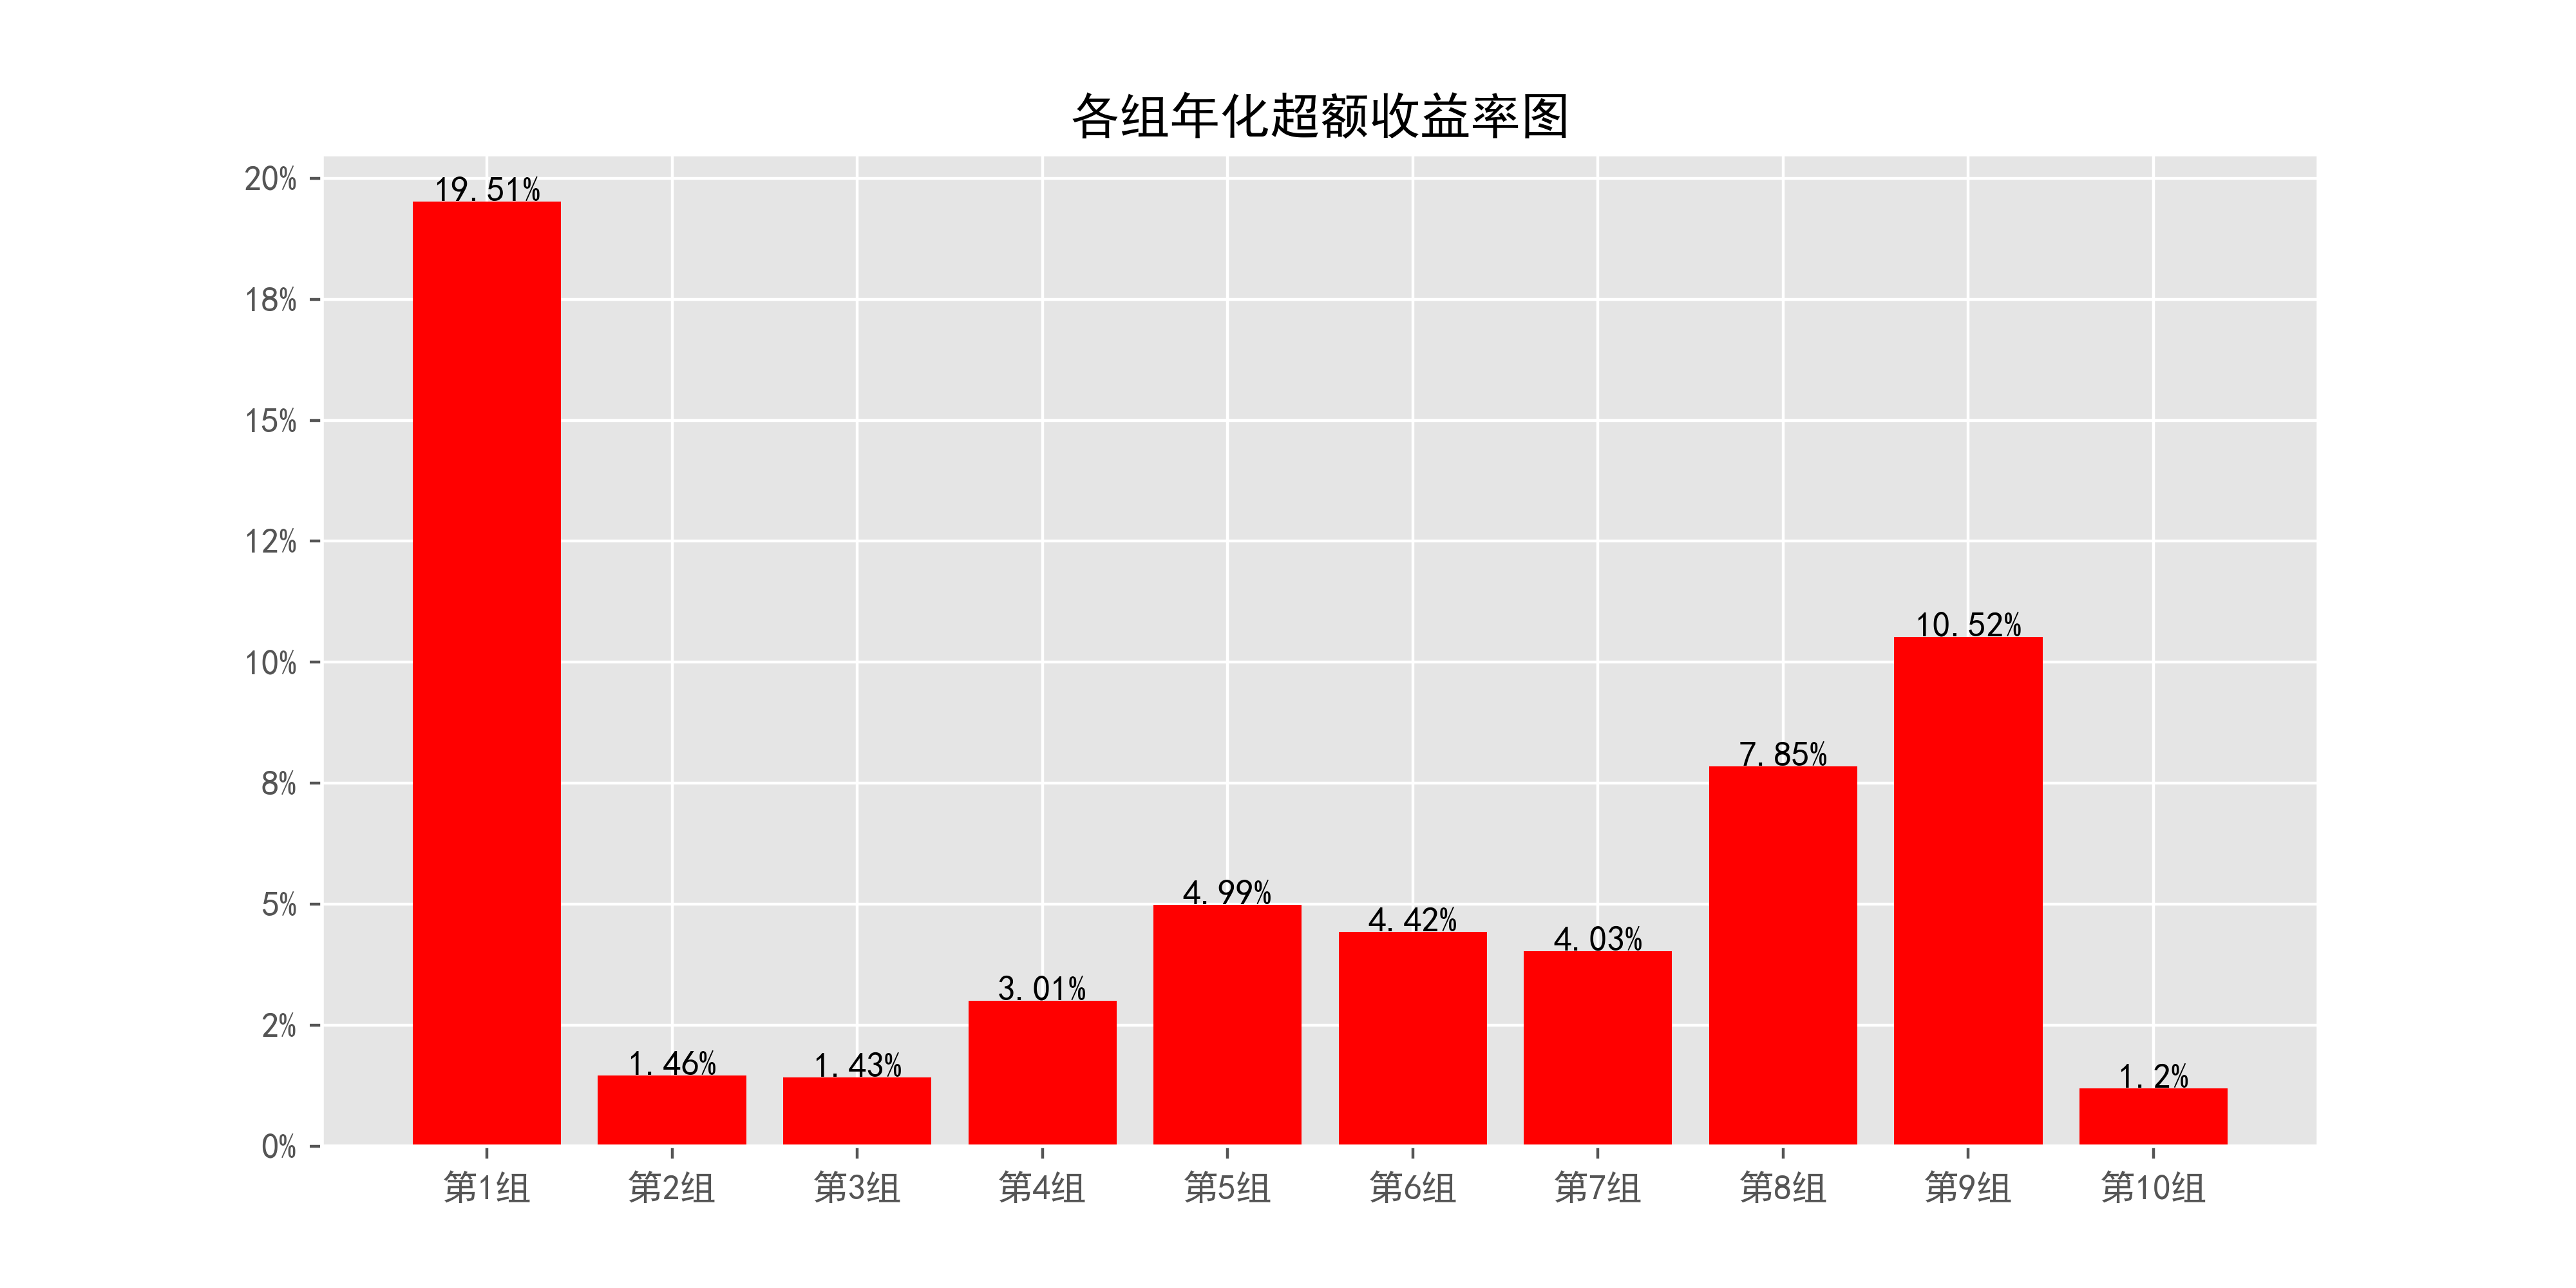 各组年化超额收益率图
20%
18%
15%
12%
10%
8%
5%
2%
0%
19.51%
1.46%
1.43%
3.01%
4.99%
4.42%
4.03%
7.85%
10.52%
1.2%
第1组
第2组
第3组
第4组
第5组
第6组
第7组
第8组
第9组
第10组